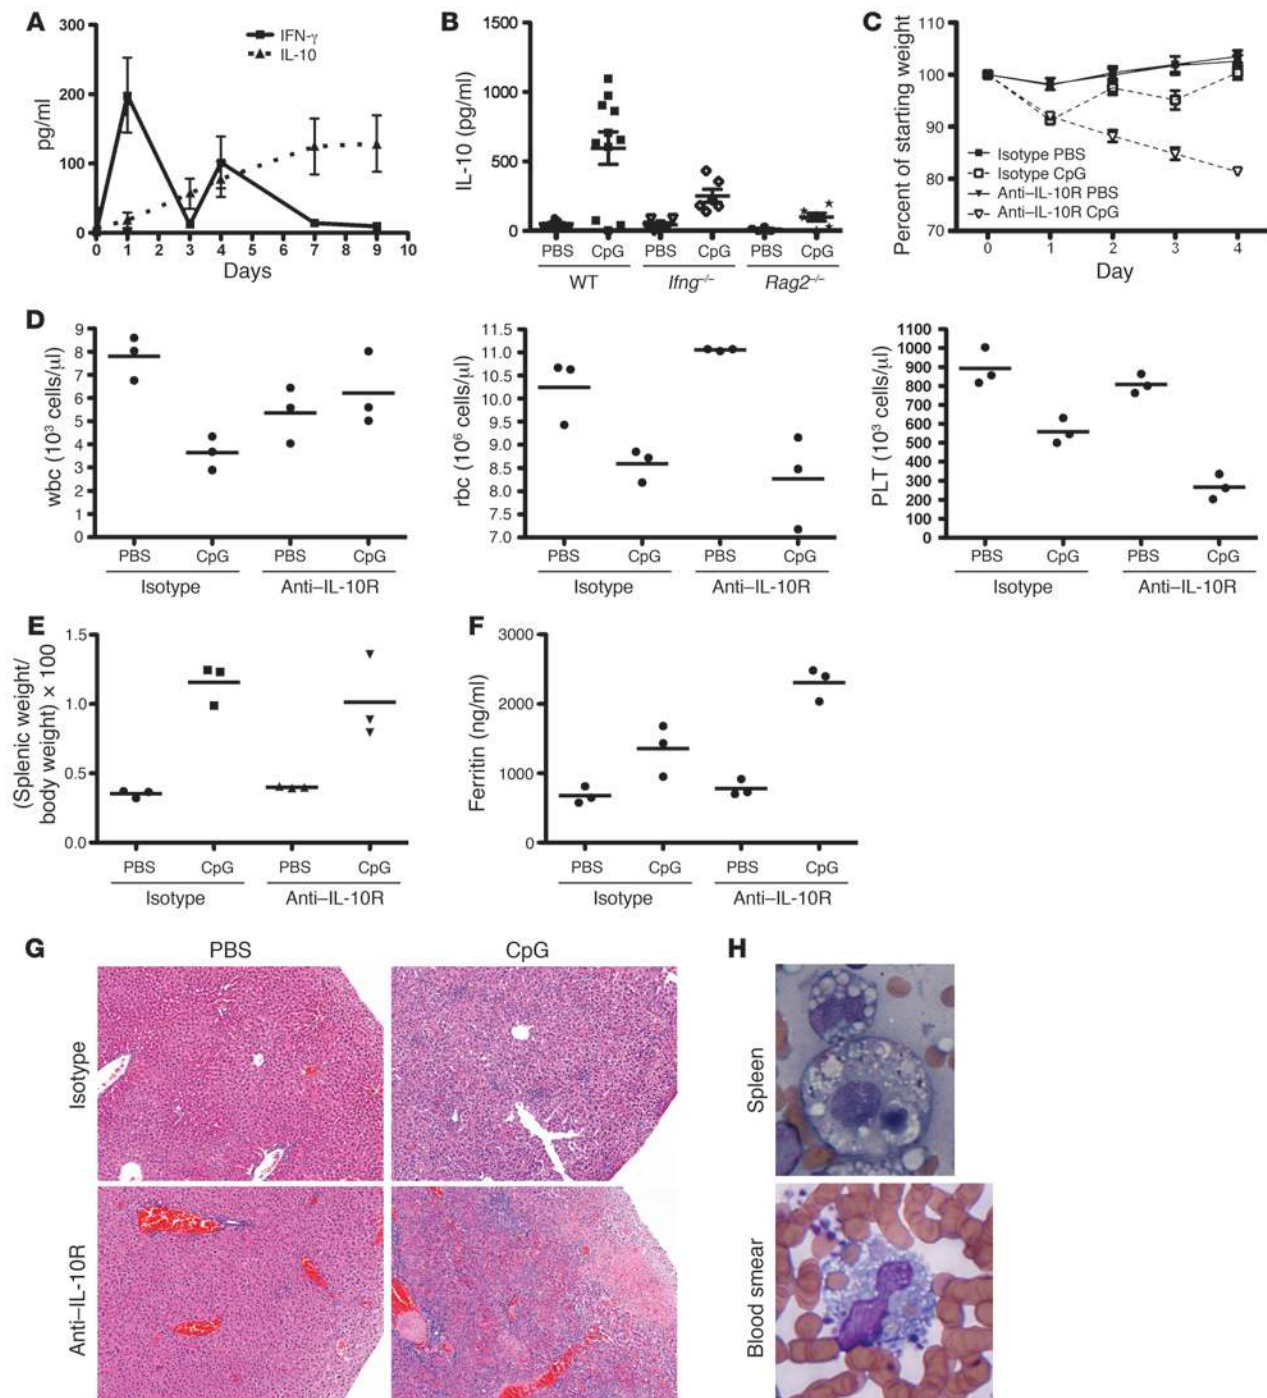 A
300
200
100
0
pg/ml
IFN-γ
IL-10
0 1 2 3 4 5 6 7 8 9 10
Days
B
1500
1000
500
0
IL-10 (pg/ml)
PBS CpG PBS CpG PBS CpG
WT Ifng–/– Rag2–/–
C
110
100
90
80
70
Percent of starting weight
Isotype PBS
Isotype CpG
Anti–IL-10R PBS
Anti–IL-10R CpG
0 1 2 3 4
Day
D
9
8
7
6
5
4
3
2
1
0
wbc (10³ cells/μl)
PBS CpG PBS CpG
Isotype Anti–IL-10R
11.5
11.0
10.5
10.0
9.5
9.0
8.5
8.0
7.5
7.0
rbc (10⁶ cells/μl)
PBS CpG PBS CpG
Isotype Anti–IL-10R
1100
1000
900
800
700
600
500
400
300
200
100
0
PLT (10³ cells/μl)
PBS CpG PBS CpG
Isotype Anti–IL-10R
E
1.5
1.0
0.5
0.0
(Splenic weight/
body weight) × 100
PBS CpG PBS CpG
Isotype Anti–IL-10R
F
3000
2000
1000
0
Ferritin (ng/ml)
PBS CpG PBS CpG
Isotype Anti–IL-10R
G
PBS CpG
Isotype
Anti–IL-10R
H
Spleen
Blood smear